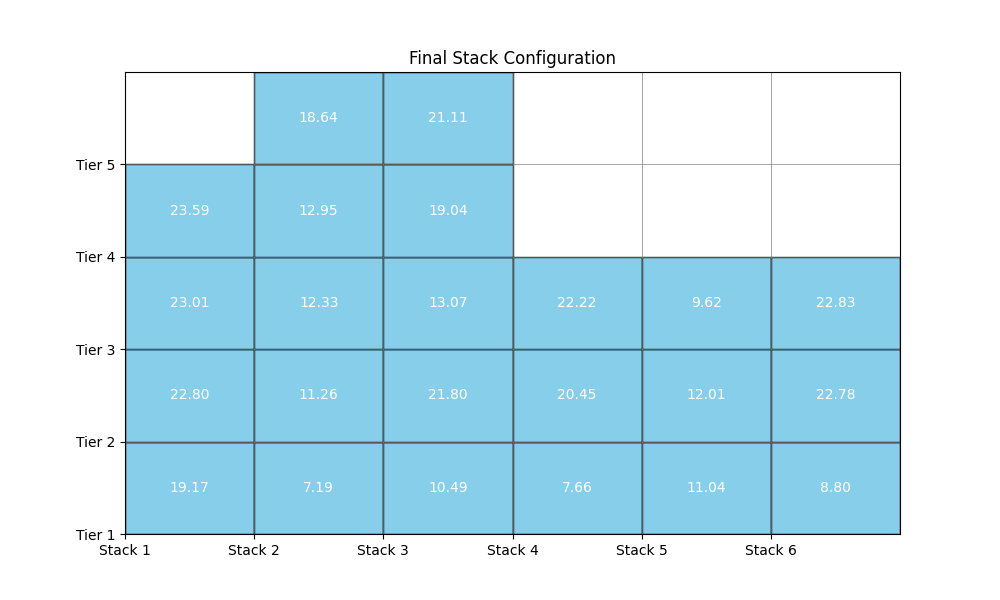 Final Stack Configuration
18.64 21.11
Tier 5
23.59 12.95 19.04
Tier 4
23.01 12.33 13.07 22.22 9.62 22.83
Tier 3
22.80 11.26 21.80 20.45 12.01 22.78
Tier 2
19.17 7.19 10.49 7.66 11.04 8.80
Tier 1
Stack 1 Stack 2 Stack 3 Stack 4 Stack 5 Stack 6